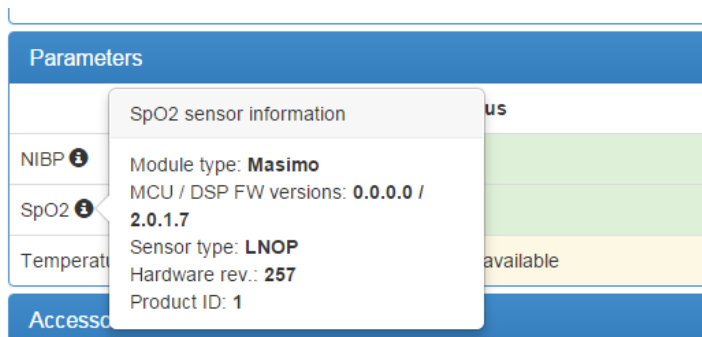 Parameters
us
SpO2 sensor information
NIBP
Module type: Masimo
MCU / DSP FW versions: 0.0.0.0 /
2.0.1.7
SpO2
Sensor type: LNOP
Hardware rev.: 257
Product ID: 1
Temperatu
available
Accesso